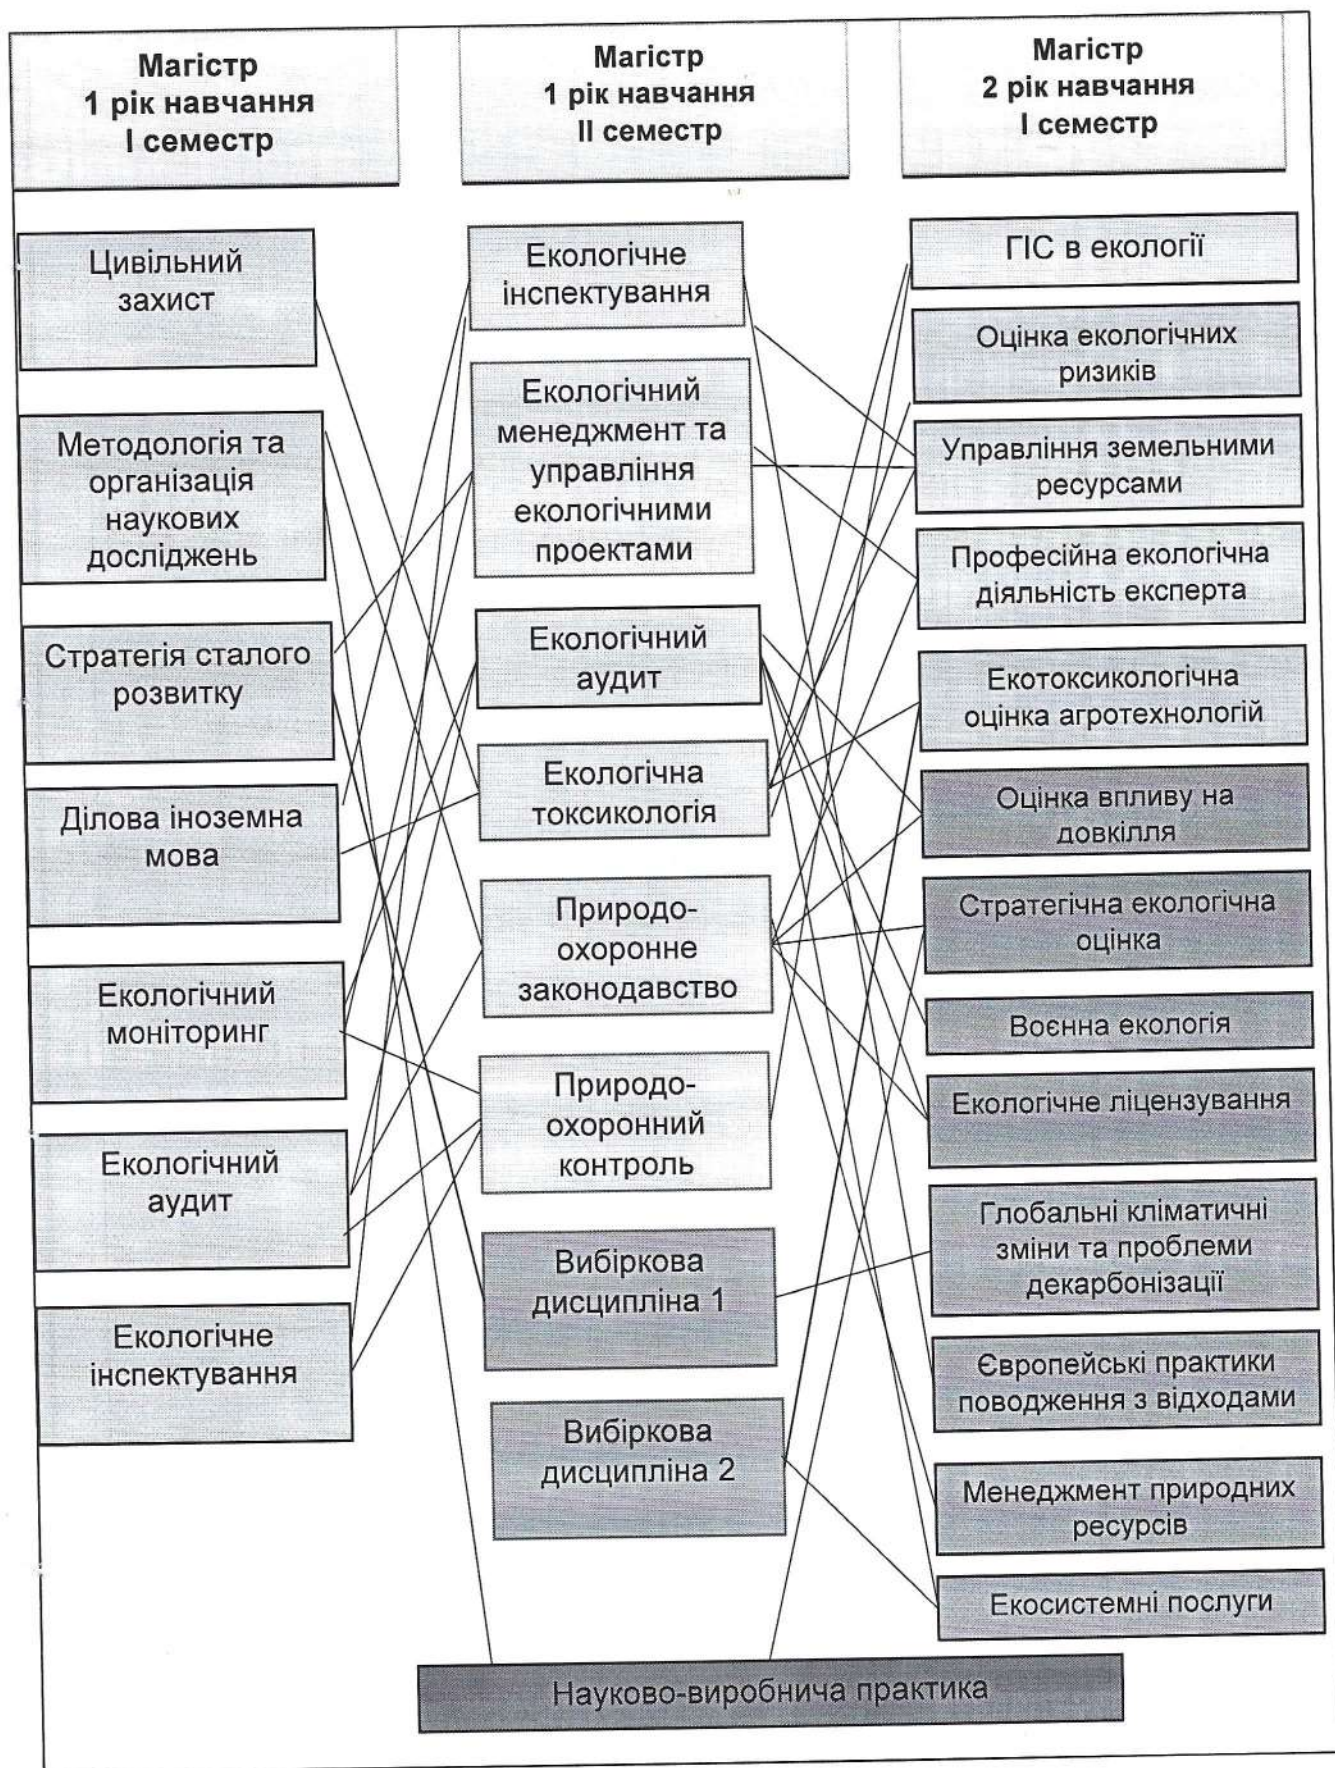 Магістр
1 рік навчання
І семестр
Магістр
1 рік навчання
ІІ семестр
Магістр
2 рік навчання
І семестр
Цивільний
захист
Методологія та
організація
наукових
досліджень
Стратегія сталого
розвитку
Ділова іноземна
мова
Екологічний
моніторинг
Екологічний
аудит
Екологічне
інспектування
Екологічне
інспектування
Екологічний
менеджмент та
управління
екологічними
проектами
Екологічний
аудит
Екологічна
токсикологія
Природо-
охоронне
законодавство
Природо-
охоронний
контроль
Вибіркова
дисципліна 1
Вибіркова
дисципліна 2
ГІС в екології
Оцінка екологічних
ризиків
Управління земельними
ресурсами
Професійна екологічна
діяльність експерта
Екотоксикологічна
оцінка агротехнологій
Оцінка впливу на
довкілля
Стратегічна екологічна
оцінка
Воєнна екологія
Екологічне ліцензування
Глобальні кліматичні
зміни та проблеми
декарбонізації
Європейські практики
поводження з відходами
Менеджмент природних
ресурсів
Екосистемні послуги
Науково-виробнича практика